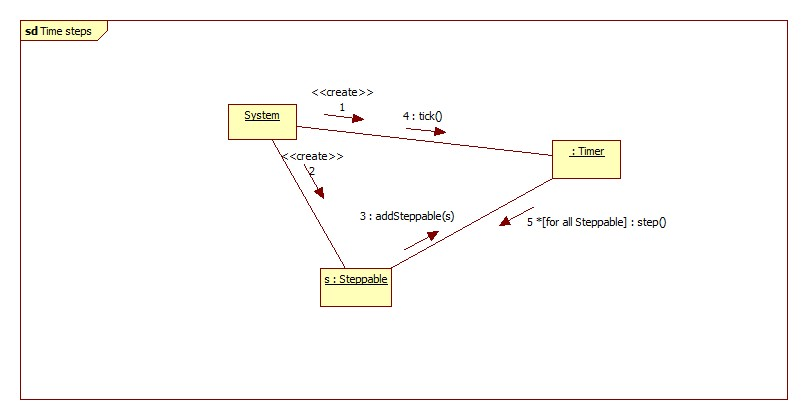 sd Time steps
<<create>>
1
4 : tick()
System
: Timer
<<create>>
2
3 : addSteppable(s)
5 *[for all Steppable] : step()
s : Steppable